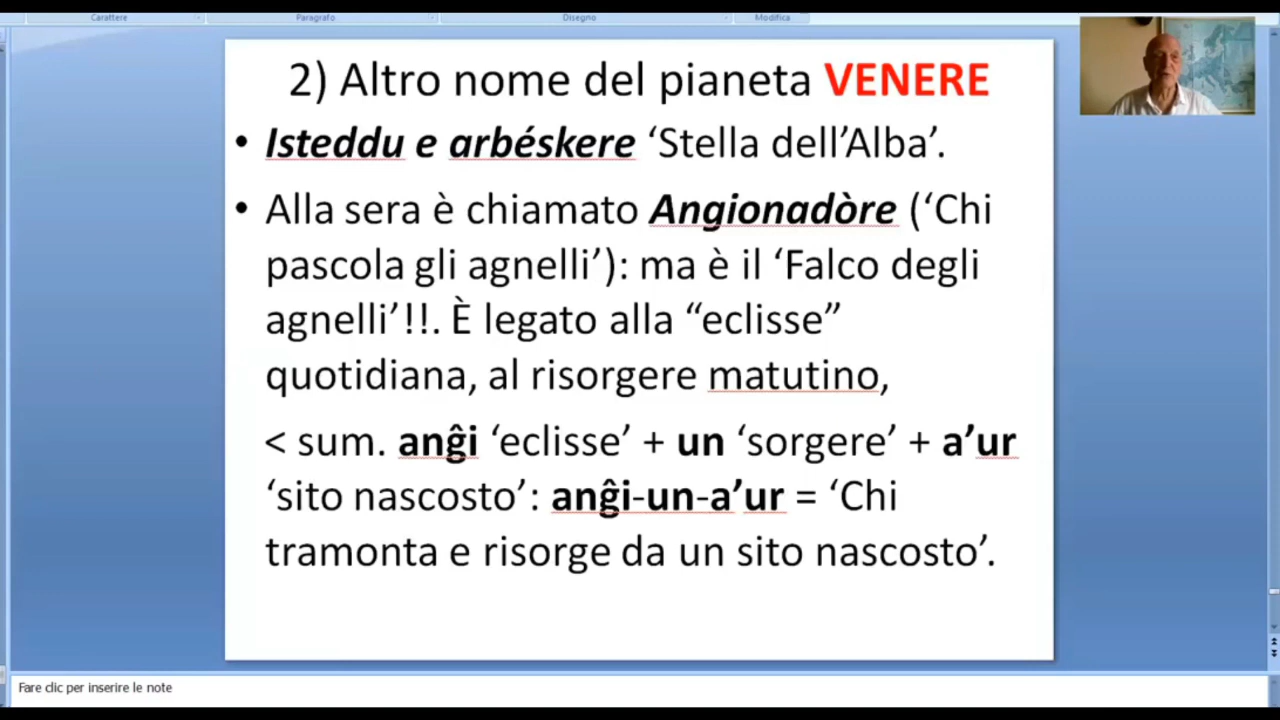 Carattere Paragrafo Disegno Modifica
2) Altro nome del pianeta VENERE
• Isteddu e arbéskere ‘Stella dell’Alba’.
• Alla sera è chiamato Angionadòre (‘Chi
pascola gli agnelli’): ma è il ‘Falco degli
agnelli’!!. È legato alla “eclisse”
quotidiana, al risorgere matutino,
< sum. anĝi ‘eclisse’ + un ‘sorgere’ + a’ur
‘sito nascosto’: anĝi-un-a’ur = ‘Chi
tramonta e risorge da un sito nascosto’.
Fare clic per inserire le note